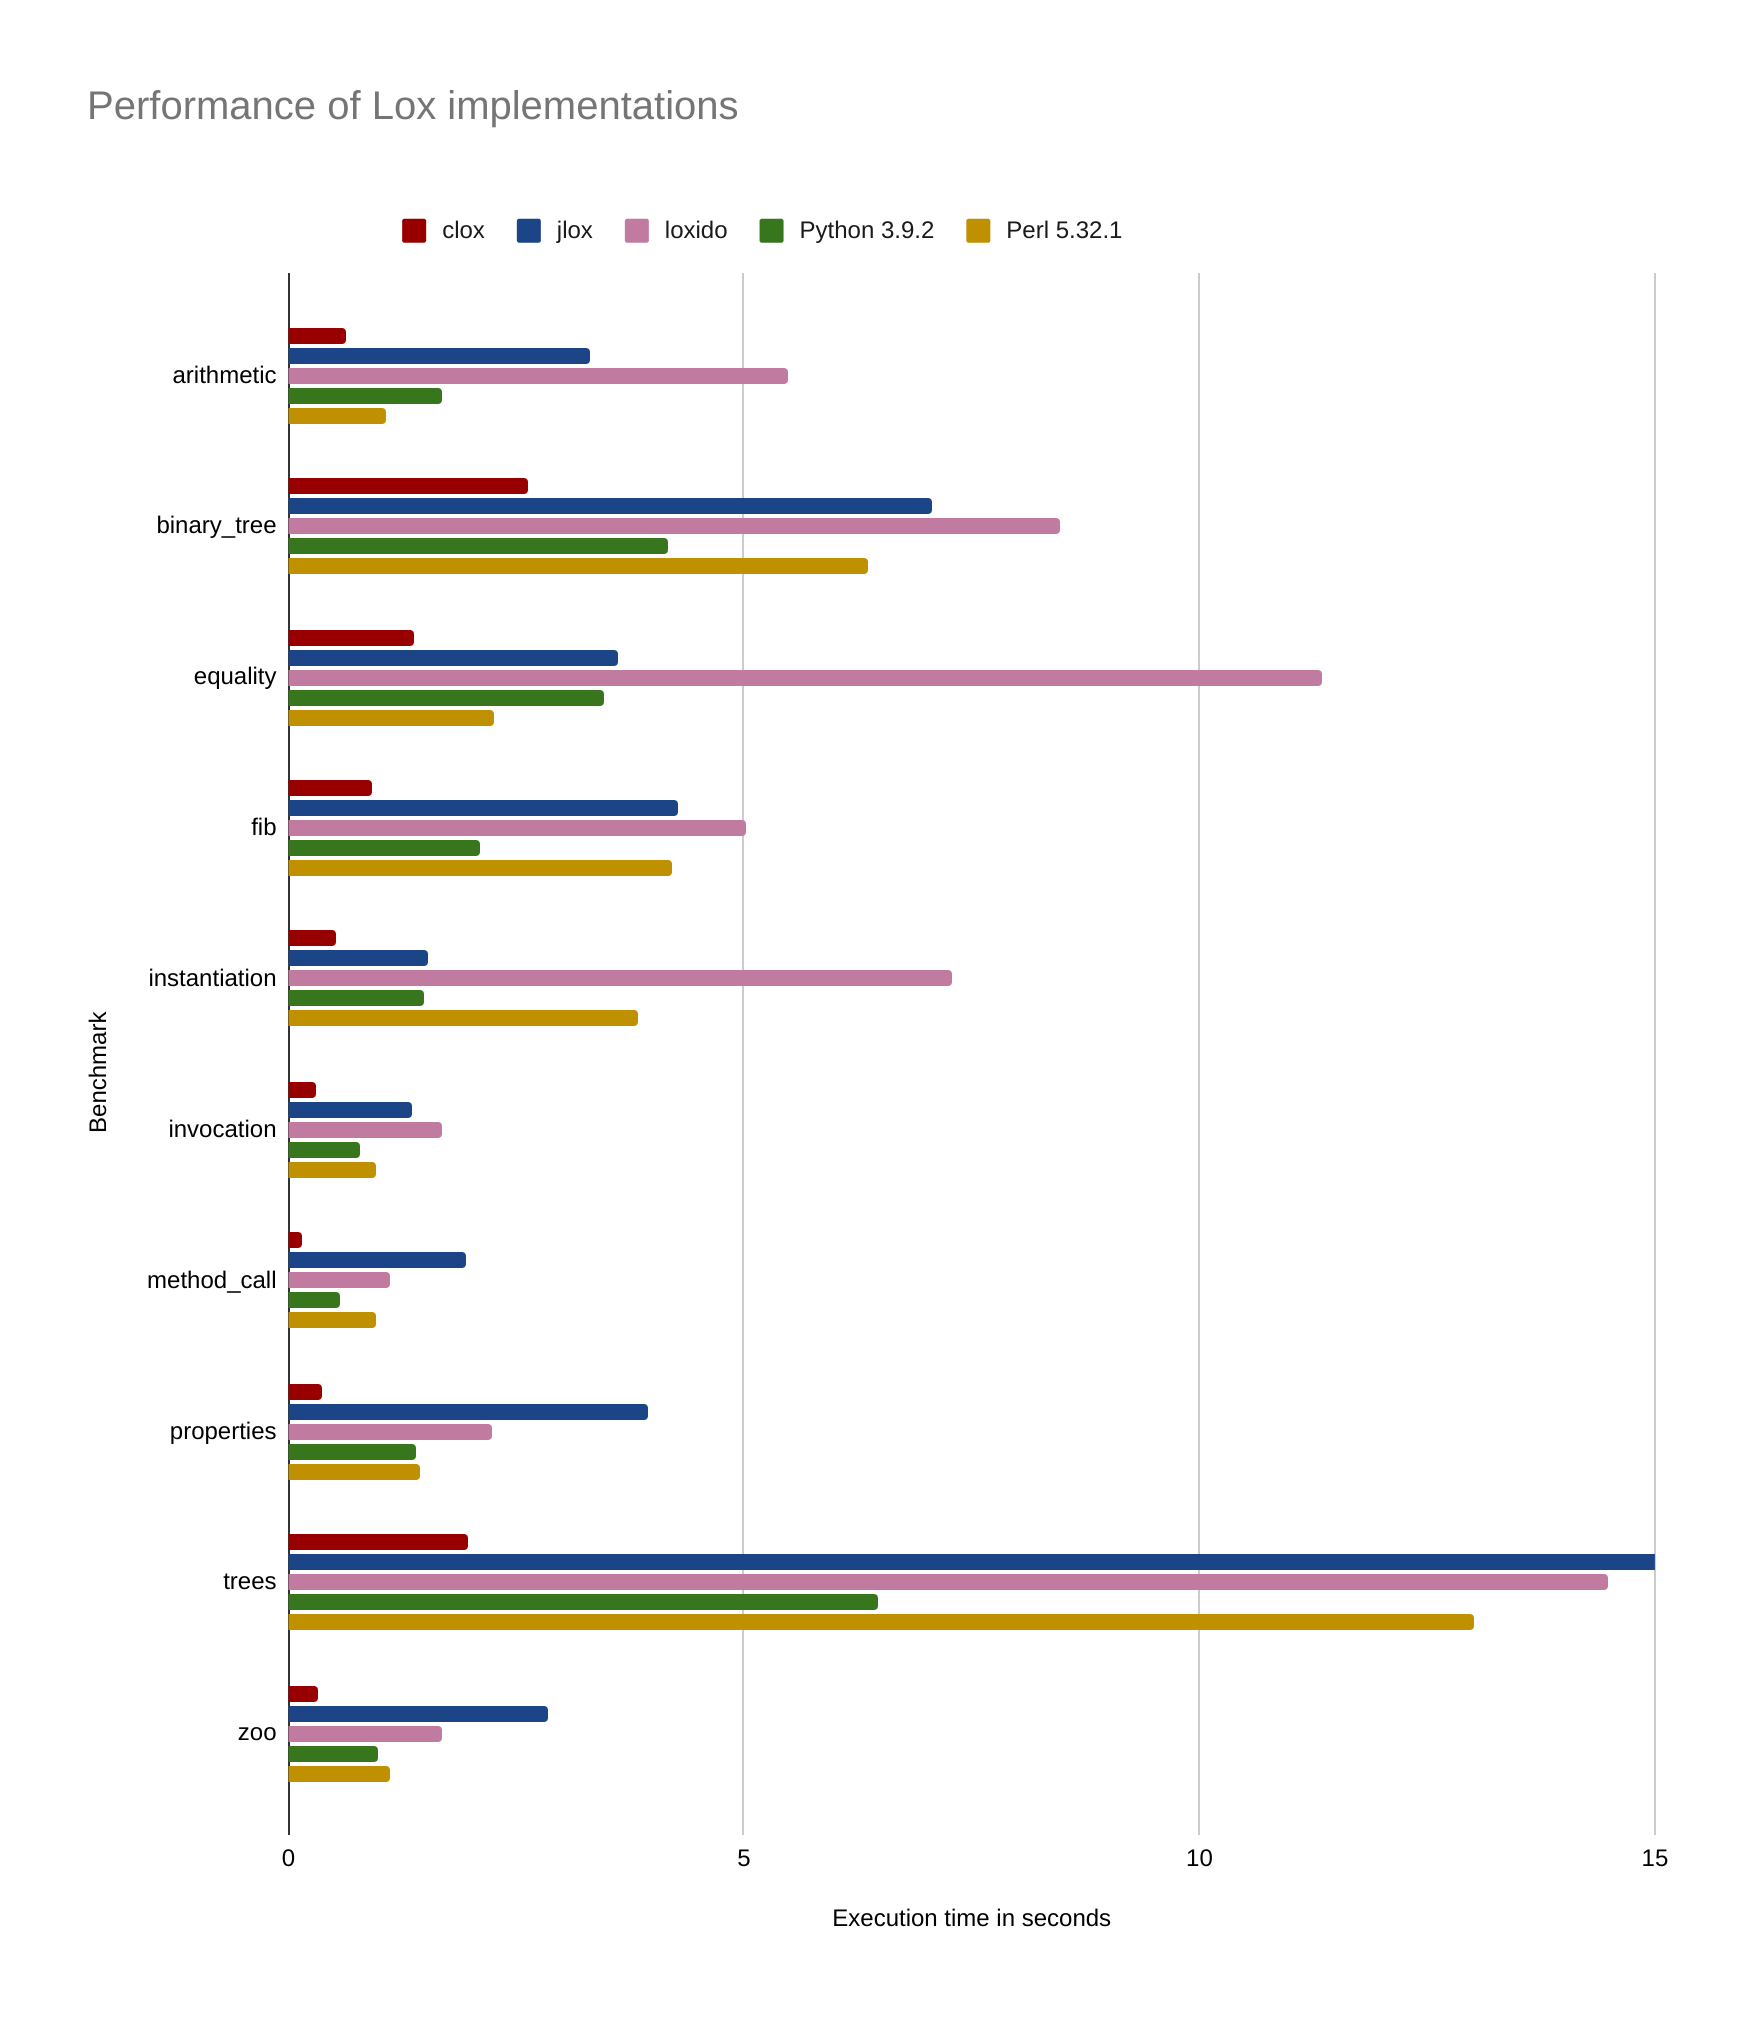 Performance of Lox implementations
clox jlox loxido Python 3.9.2 Perl 5.32.1
arithmetic
binary_tree
equality
fib
instantiation
Benchmark
invocation
method_call
properties
trees
zoo
0 5 10 15
Execution time in seconds